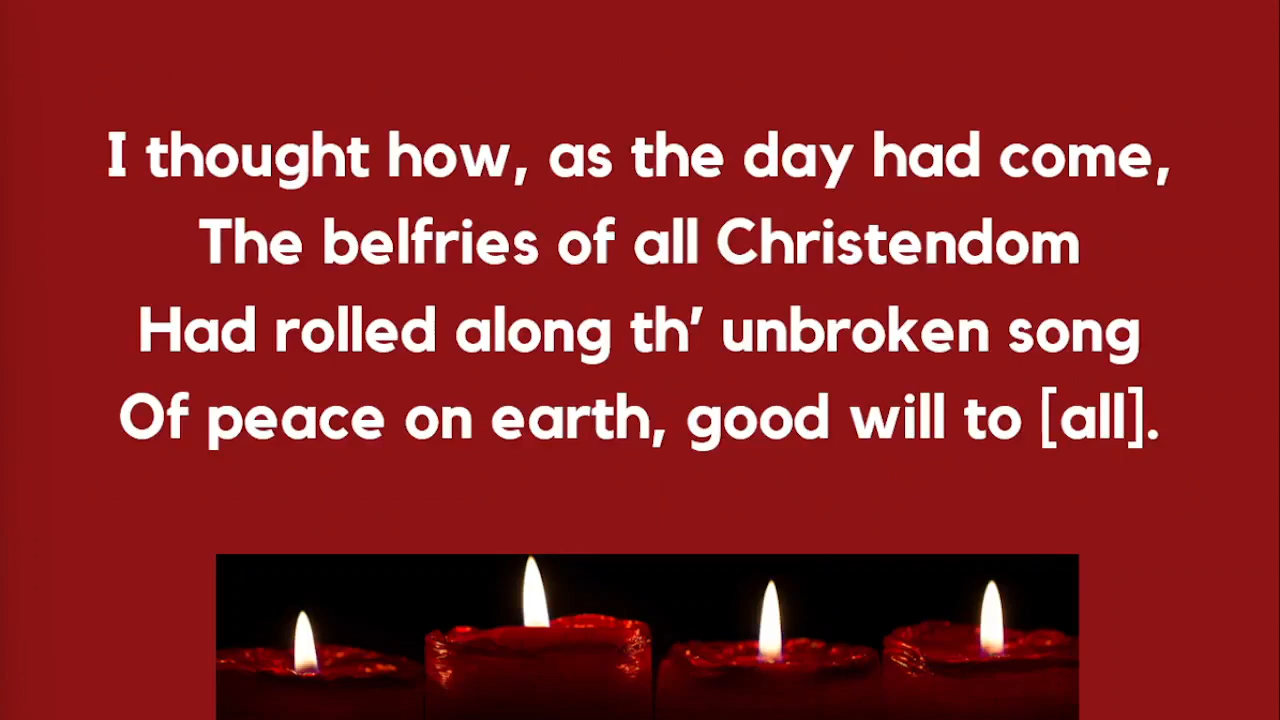 I thought how, as the day had come,
The belfries of all Christendom
Had rolled along th’ unbroken song
Of peace on earth, good will to [all].